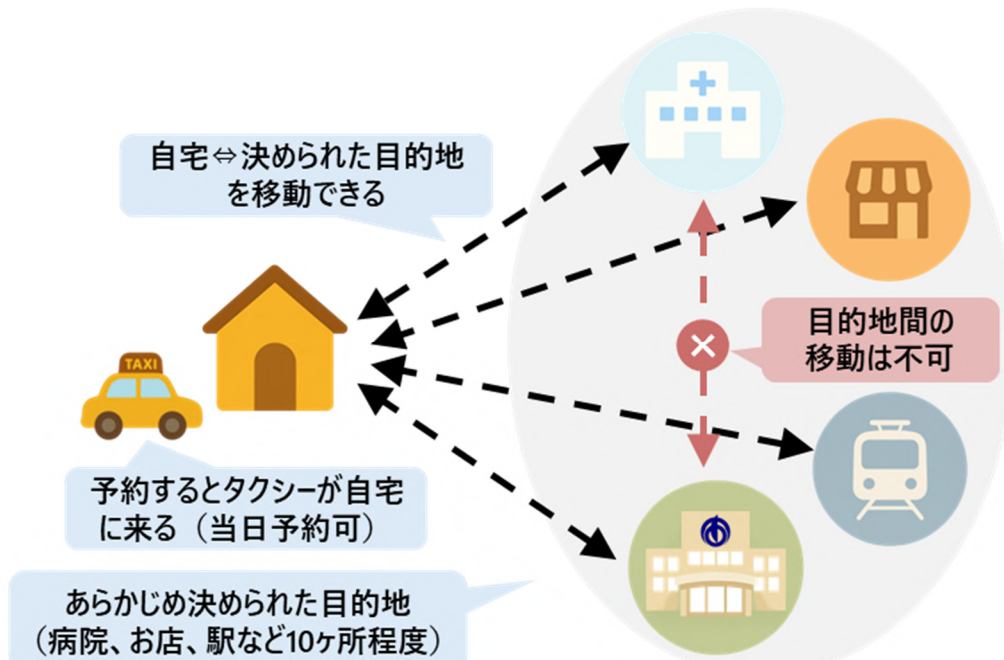 自宅⇔決められた目的地
を移動できる
目的地間の
移動は不可
TAXI
予約するとタクシーが自宅
に来る（当日予約可）
あらかじめ決められた目的地
（病院、お店、駅など10ヶ所程度）